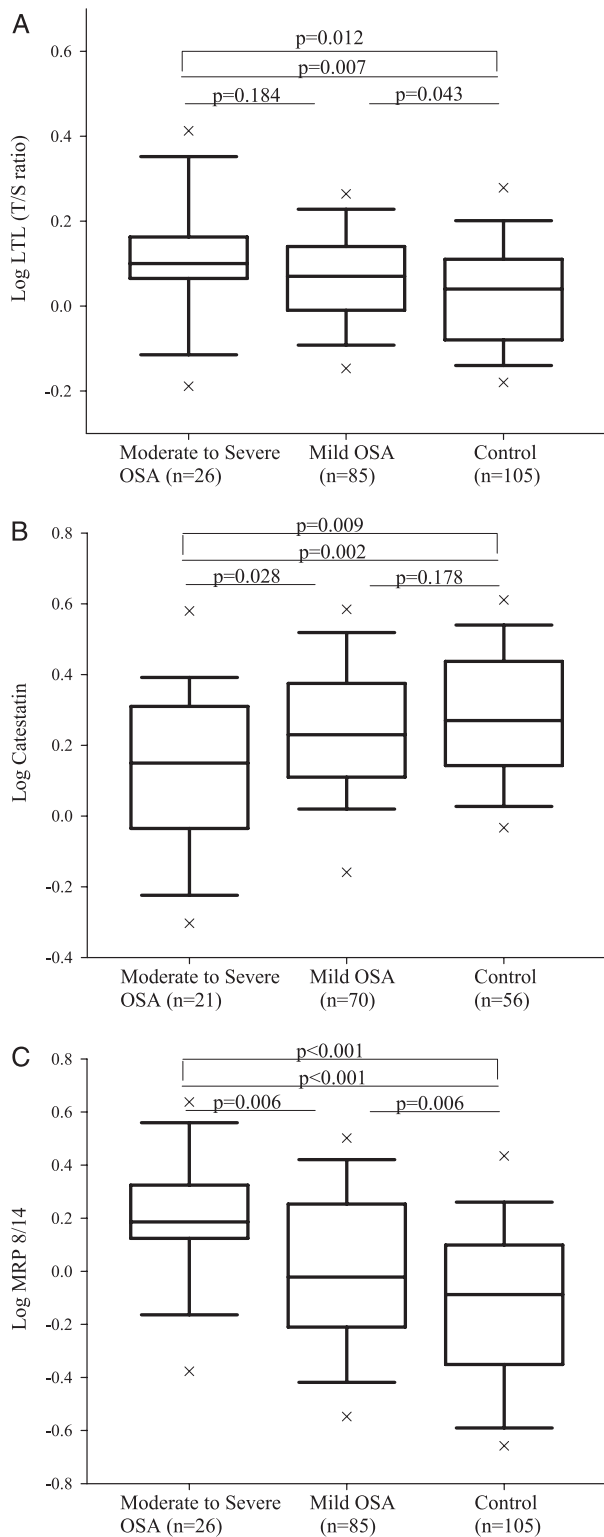 A
p=0.012
0.6
p=0.007
p=0.184
p=0.043
0.4
0.2
0.0
-0.2
Log LTL (T/S ratio)
Moderate to Severe
OSA (n=26)
Mild OSA
(n=85)
Control
(n=105)
B
0.8
p=0.009
p=0.002
p=0.028
p=0.178
0.6
0.4
0.2
0.0
-0.2
-0.4
Log Catestatin
Moderate to Severe
OSA (n=21)
Mild OSA
(n=70)
Control
(n=56)
C
0.8
p<0.001
p<0.001
p=0.006
p=0.006
0.6
0.4
0.2
0.0
-0.2
-0.4
-0.6
-0.8
Log MRP 8/14
Moderate to Severe
OSA (n=26)
Mild OSA
(n=85)
Control
(n=105)